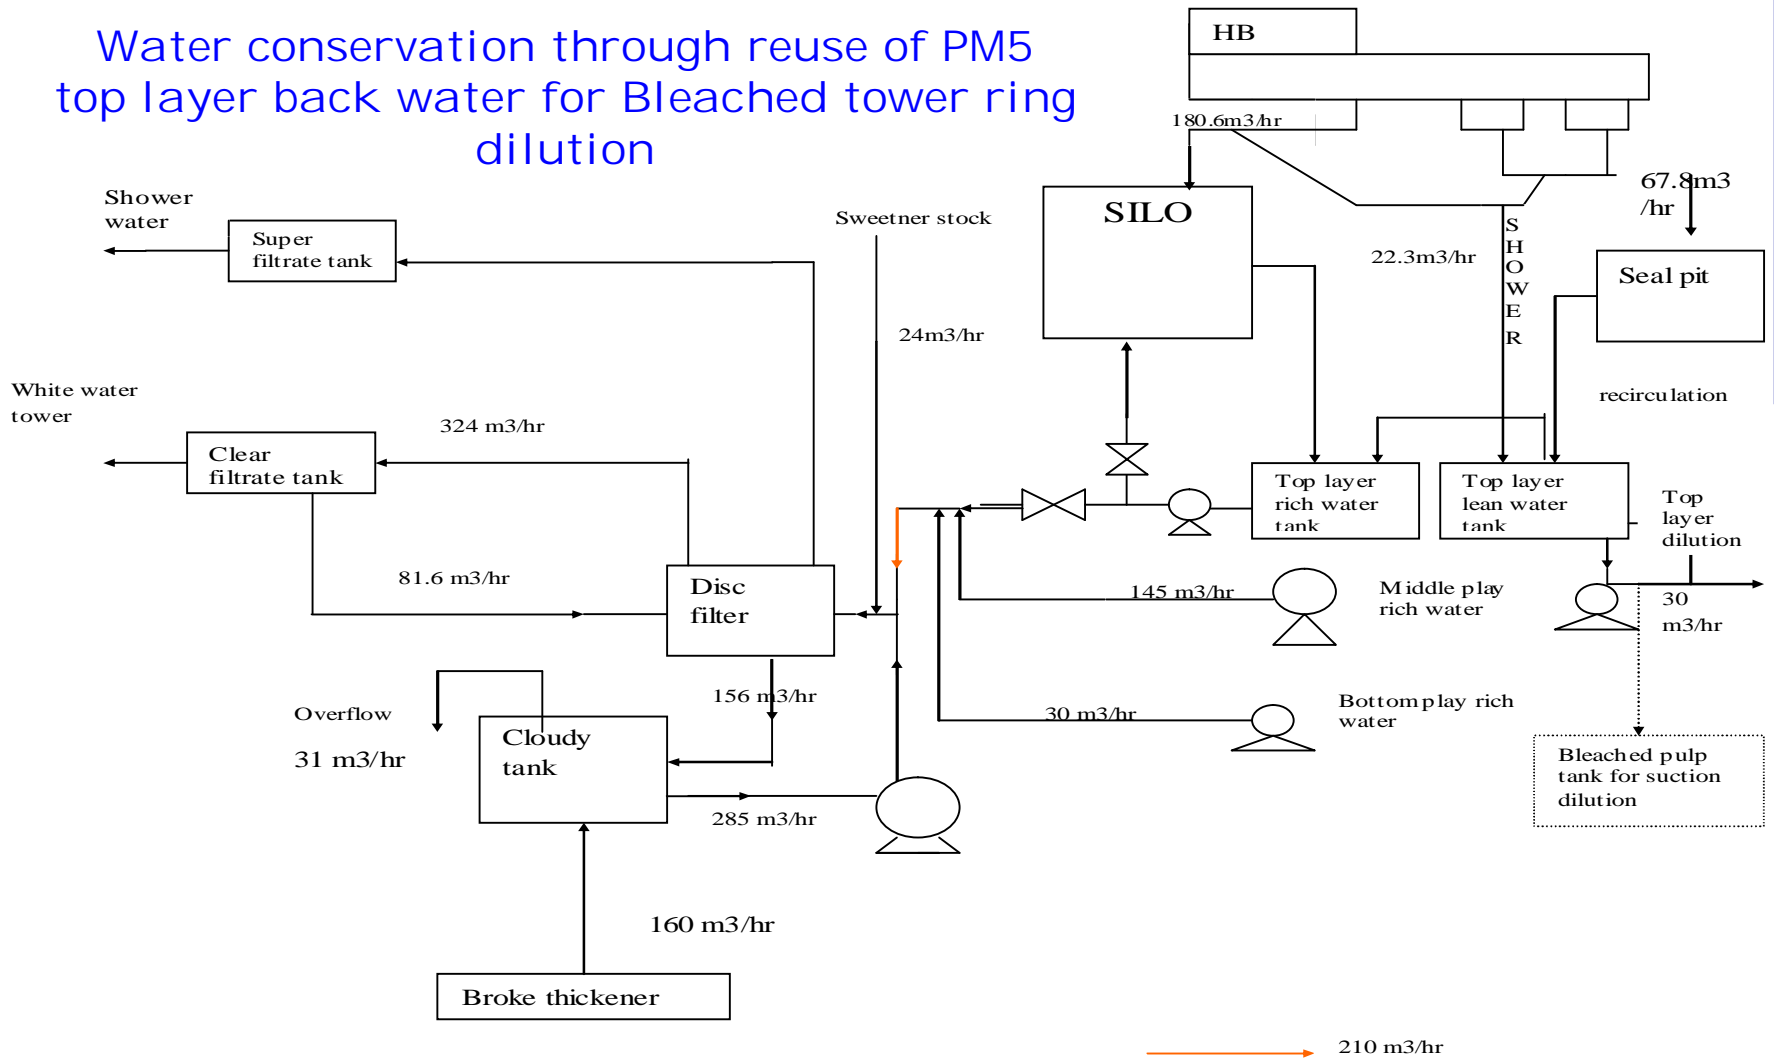 Water conservation through reuse of PM5
top layer back water for Bleached tower ring
dilution
HB
180.6m3/hr
Shower
water
Super
filtrate tank
Sweetner stock
SILO
67.8m3
/hr
22.3m3/hr
SHOWER
Seal pit
24m3/hr
White water
tower
324 m3/hr
recirculation
Clear
filtrate tank
Top layer
rich water
tank
Top layer
lean water
tank
Top
layer
dilution
81.6 m3/hr
Disc
filter
145 m3/hr
Middle play
rich water
30
m3/hr
156 m3/hr
Overflow
31 m3/hr
Cloudy
tank
30 m3/hr
Bottom play rich
water
Bleached pulp
tank for suction
dilution
285 m3/hr
160 m3/hr
Broke thickener
210 m3/hr